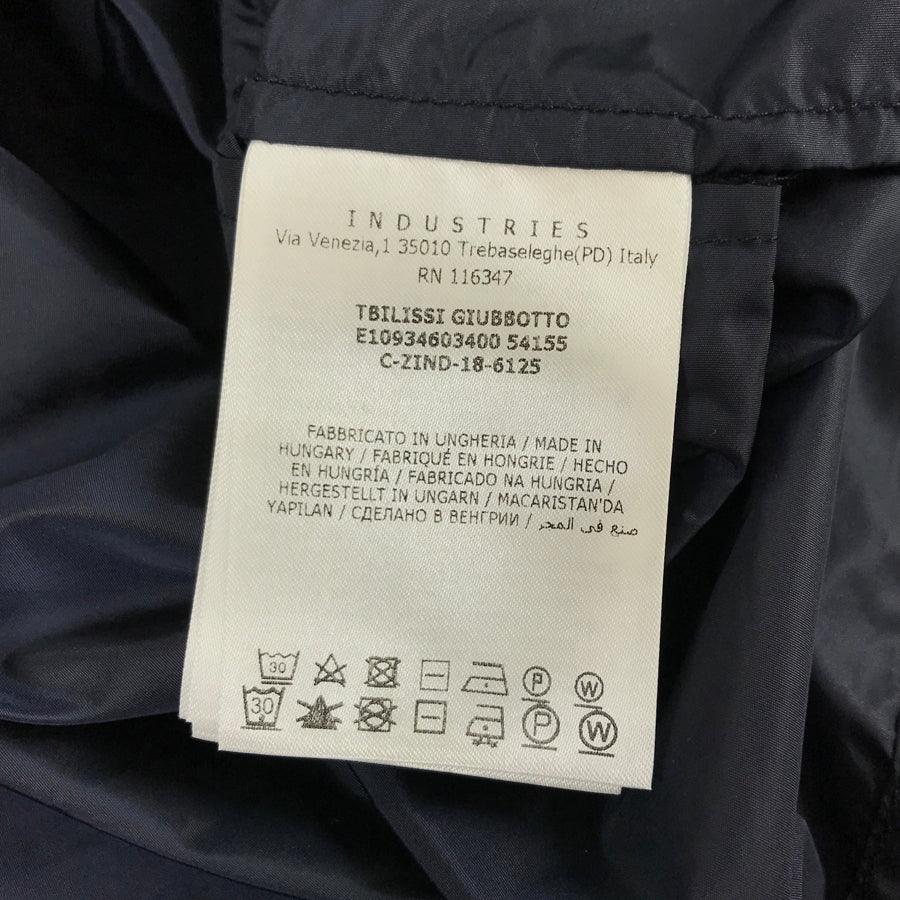 INDUSTRIES
Via Venezia,1 35010 Trebaseleghe(PD) Italy
RN 116347
TBILISSI GIUBBOTTO
E10934603400 54155
C-ZIND-18-6125
FABBRICATO IN UNGHERIA / MADE IN
HUNGARY / FABRIQUÉ EN HONGRIE / HECHO
EN HUNGRÍA / FABRICADO NA HUNGRIA /
HERGESTELLT IN UNGARN / MACARISTAN'DA
YAPILAN / СДЕЛАНО В ВЕНГРИИ / صنع في المجر
30 P W
30 P W